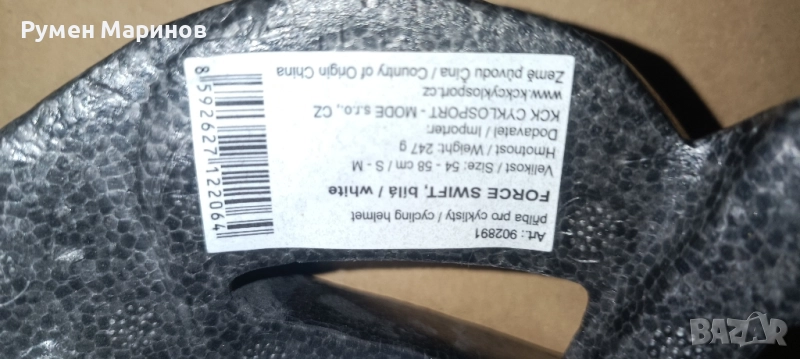 Румен Маринов
Art.: 902891
přilba pro cyklisty / cycling helmet
FORCE SWIFT, bílá / white
Velikost / Size: 54 - 58 cm / S - M
Hmotnost / Weight: 247 g
Dodavatel / Importer:
KCK CYKLOSPORT - MODE s.r.o., CZ
www.kckcyklosport.cz
Země původu Čína / Country of Origin China
8 592627 122064
BAZAR